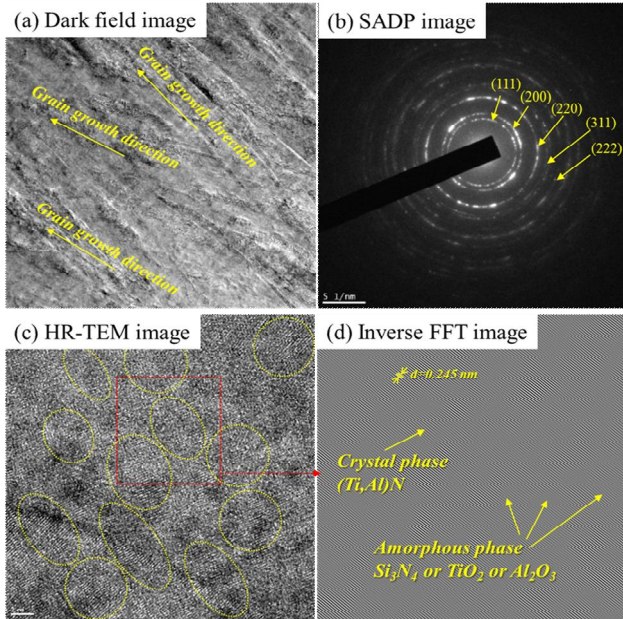 (a) Dark field image
Grain growth direction
Grain growth direction
Grain growth direction
(b) SADP image
(111)
(200)
(220)
(311)
(222)
5 1/nm
(c) HR-TEM image
(d) Inverse FFT image
d=0.245 nm
Crystal phase
(Ti,Al)N
Amorphous phase
Si₃N₄ or TiO₂ or Al₂O₃